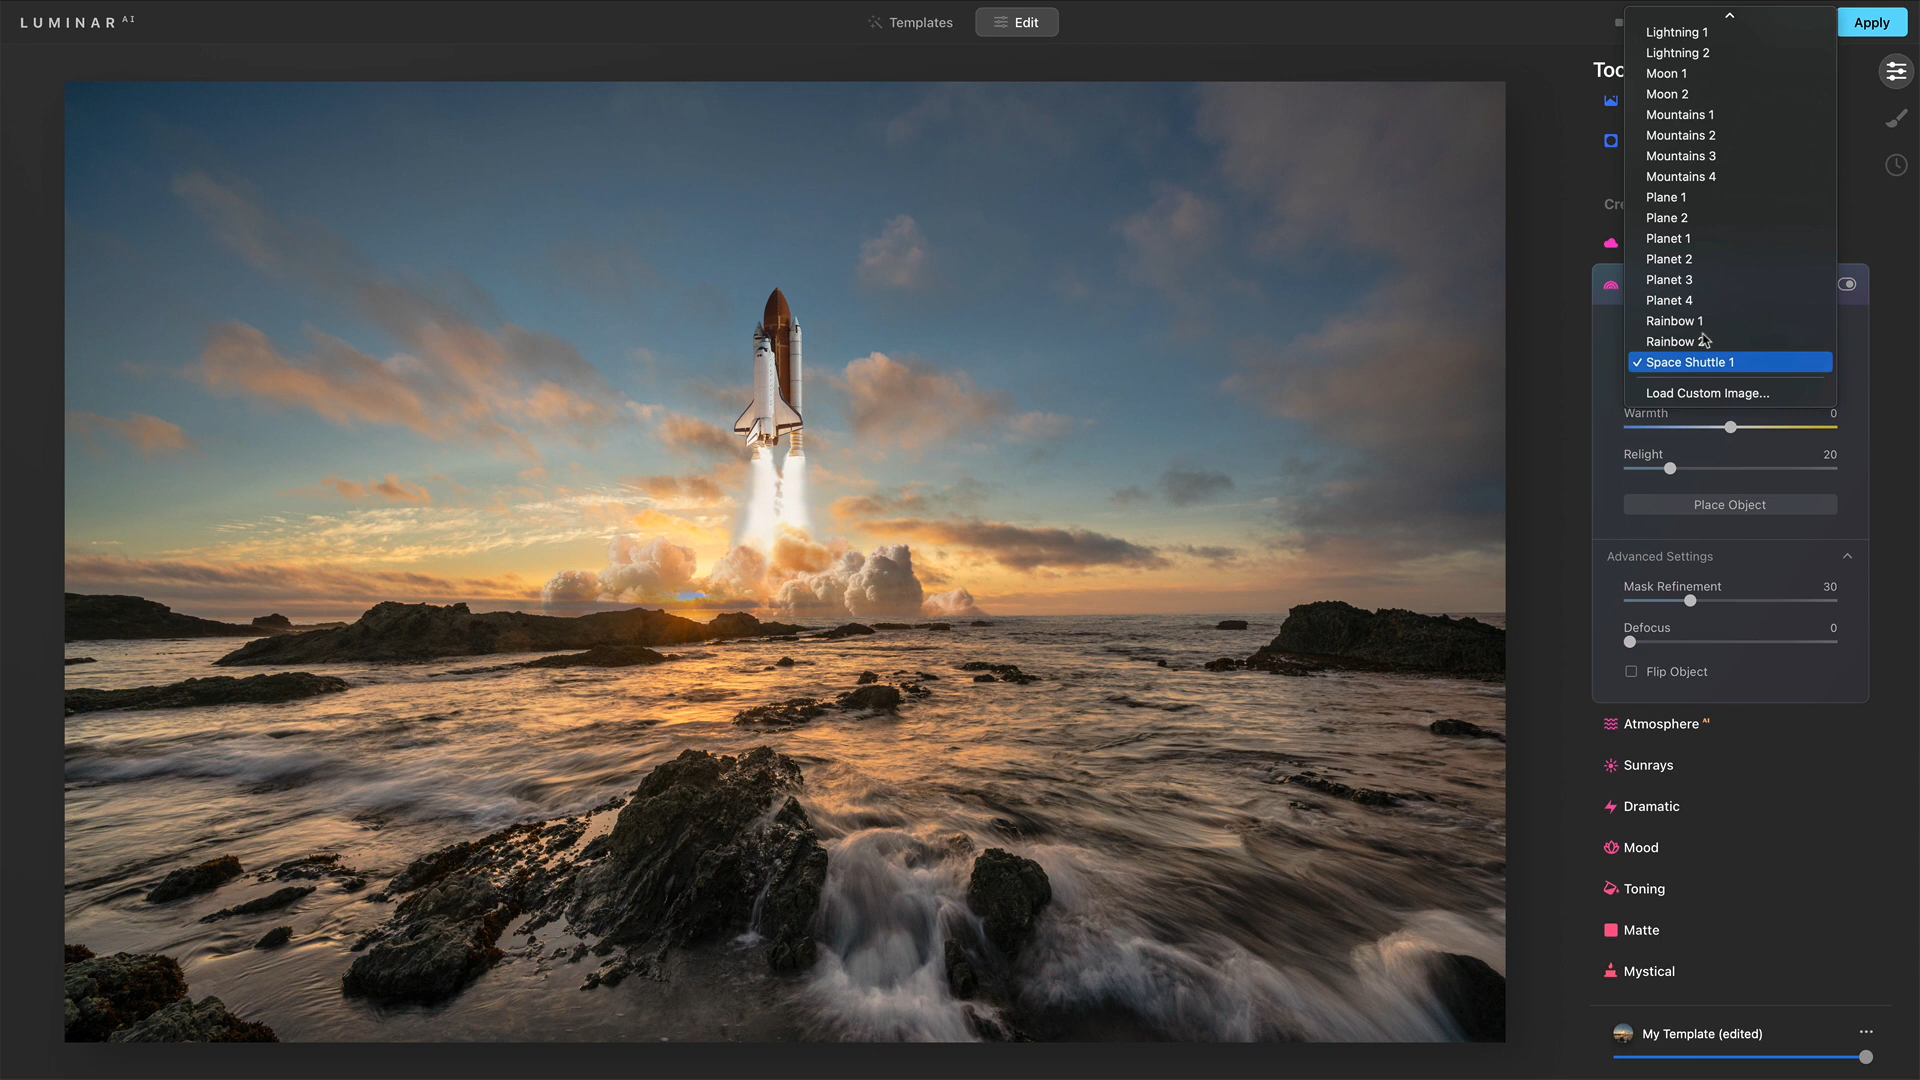 LUMINAR AI
Templates
Edit
Apply
Lightning 1
Lightning 2
Moon 1
Moon 2
Mountains 1
Mountains 2
Mountains 3
Mountains 4
Plane 1
Plane 2
Planet 1
Planet 2
Planet 3
Planet 4
Rainbow 1
Rainbow 2
Space Shuttle 1
Load Custom Image...
Warmth 0
Relight 20
Place Object
Advanced Settings
Mask Refinement 30
Defocus 0
Flip Object
Atmosphere AI
Sunrays
Dramatic
Mood
Toning
Matte
Mystical
My Template (edited)